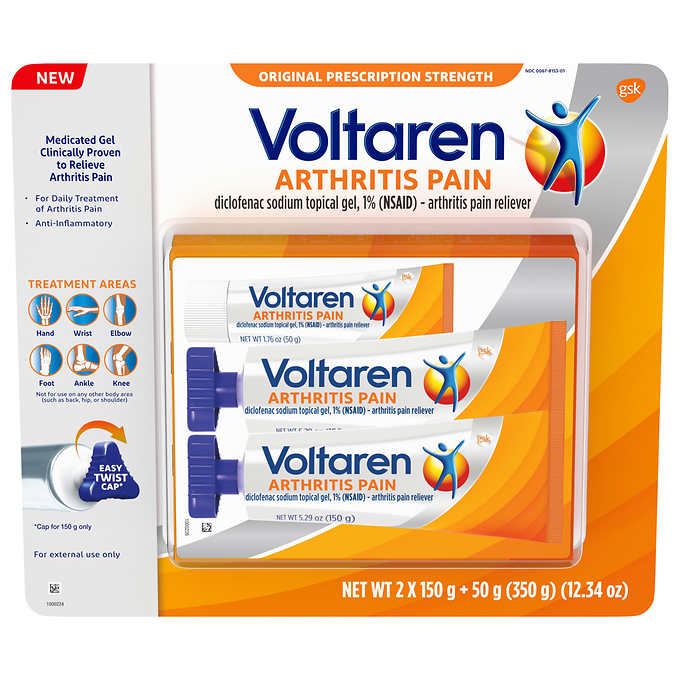 NEW
Medicated Gel
Clinically Proven
to Relieve
Arthritis Pain
• For Daily Treatment
of Arthritis Pain
• Anti-Inflammatory
TREATMENT AREAS
Hand Wrist Elbow
Foot Ankle Knee
Not for use on any other body area
(such as back, hip, or shoulder)
EASY
TWIST
CAP*
*Cap for 150 g only
For external use only
1000224
ORIGINAL PRESCRIPTION STRENGTH
NDC 0067-8153-01
gsk
Voltaren
ARTHRITIS PAIN
diclofenac sodium topical gel, 1% (NSAID) – arthritis pain reliever
gsk
Voltaren
ARTHRITIS PAIN
diclofenac sodium topical gel, 1% (NSAID) – arthritis pain reliever
NET WT 1.76 oz (50 g)
gsk
Voltaren
ARTHRITIS PAIN
diclofenac sodium topical gel, 1% (NSAID) – arthritis pain reliever
NET WT
gsk
Voltaren
ARTHRITIS PAIN
diclofenac sodium topical gel, 1% (NSAID) – arthritis pain reliever
NET WT 5.29 oz (150 g)
NET WT 2 X 150 g + 50 g (350 g) (12.34 oz)